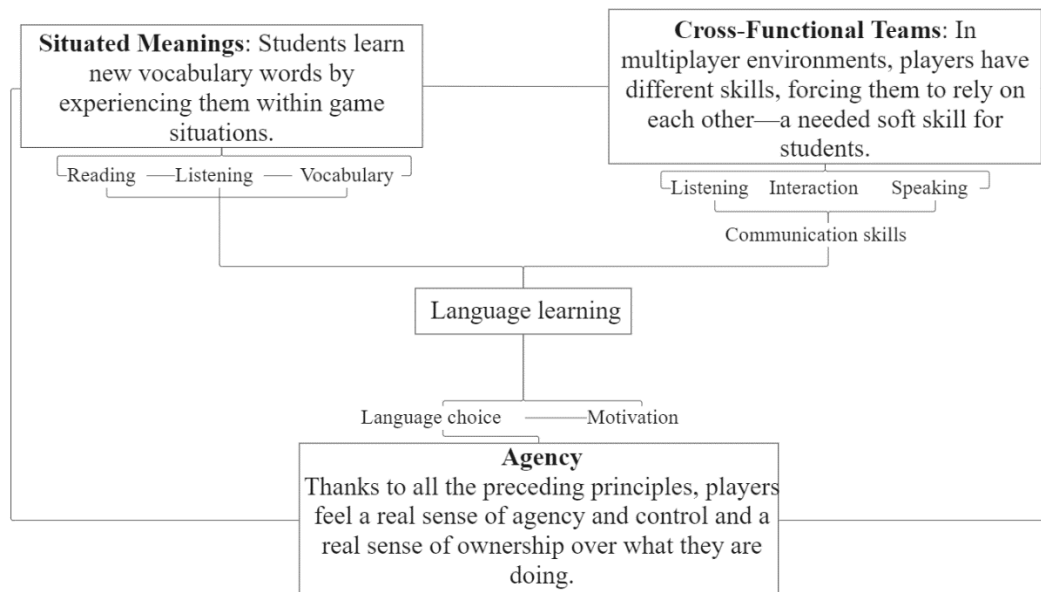 Situated Meanings: Students learn
new vocabulary words by
experiencing them within game
situations.
Reading
Listening
Vocabulary
Cross-Functional Teams: In
multiplayer environments, players have
different skills, forcing them to rely on
each other—a needed soft skill for
students.
Listening
Interaction
Speaking
Communication skills
Language learning
Language choice
Motivation
Agency
Thanks to all the preceding principles, players
feel a real sense of agency and control and a
real sense of ownership over what they are
doing.